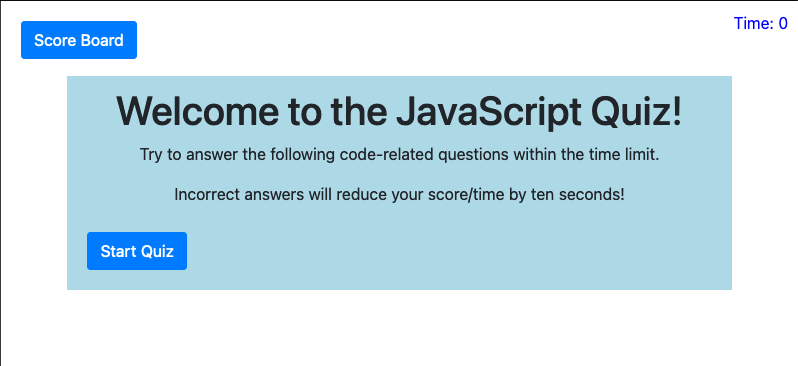 Score Board
Time: 0
Welcome to the JavaScript Quiz!
Try to answer the following code-related questions within the time limit.
Incorrect answers will reduce your score/time by ten seconds!
Start Quiz